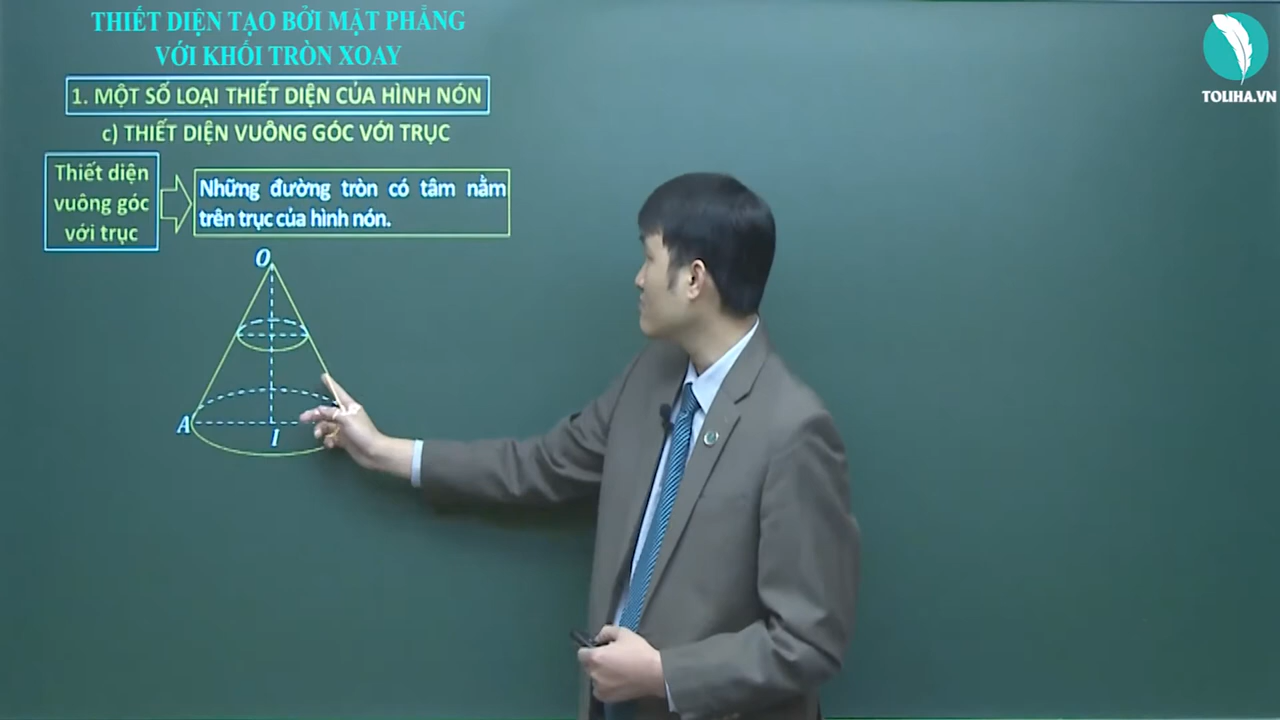 THIẾT DIỆN TẠO BỞI MẶT PHẲNG
VỚI KHỐI TRÒN XOAY
1. MỘT SỐ LOẠI THIẾT DIỆN CỦA HÌNH NÓN
c) THIẾT DIỆN VUÔNG GÓC VỚI TRỤC
Thiết diện
vuông góc
với trục
Những đường tròn có tâm nằm
trên trục của hình nón.
O
A
I
TOLIHA.VN